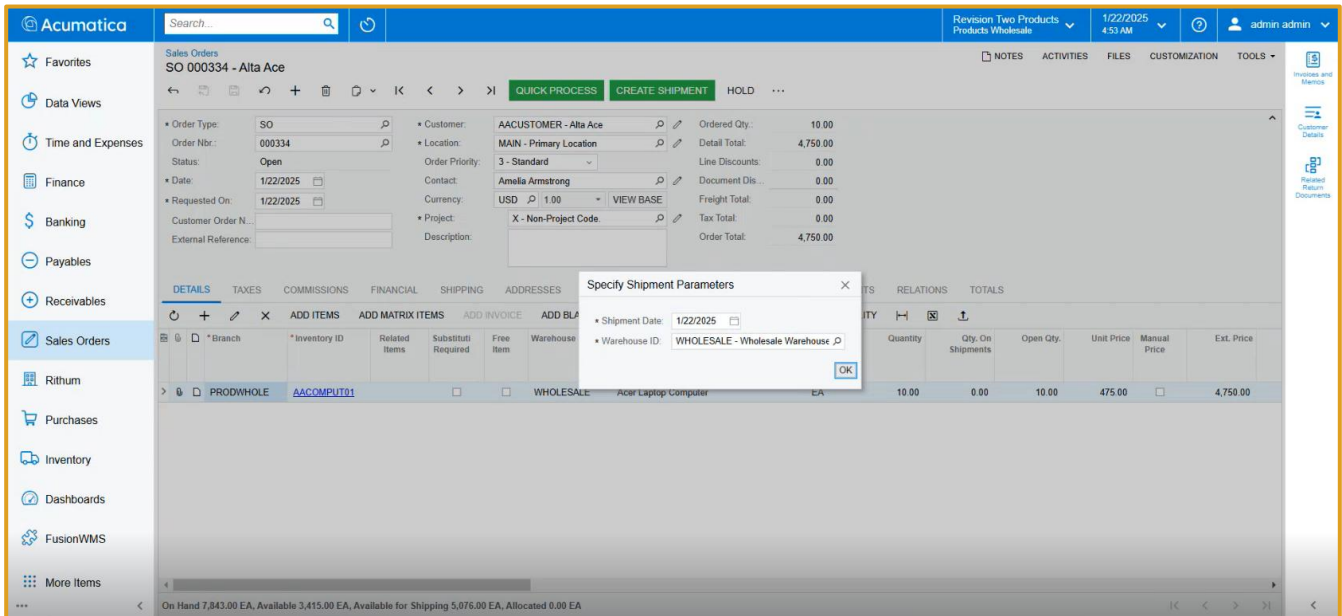 Acumatica
Search...
Revision Two Products
Products Wholesale
1/22/2025
4:53 AM
admin admin
Favorites
Data Views
Time and Expenses
Finance
Banking
Payables
Receivables
Sales Orders
Rithum
Purchases
Inventory
Dashboards
FusionWMS
More Items
Sales Orders
SO 000334 - Alta Ace
NOTES ACTIVITIES FILES CUSTOMIZATION TOOLS
QUICK PROCESS CREATE SHIPMENT HOLD ...
* Order Type: SO * Customer: AACUSTOMER - Alta Ace Ordered Qty.: 10.00
Order Nbr.: 000334 * Location: MAIN - Primary Location Detail Total: 4,750.00
Status: Open Order Priority: 3 - Standard Line Discounts: 0.00
* Date: 1/22/2025 Contact: Amelia Armstrong Document Dis... 0.00
* Requested On: 1/22/2025 Currency: USD 1.00 VIEW BASE Freight Total: 0.00
Customer Order N... * Project: X - Non-Project Code. Tax Total: 0.00
External Reference: Description: Order Total: 4,750.00
DETAILS TAXES COMMISSIONS FINANCIAL SHIPPING ADDRESSES TS RELATIONS TOTALS
ADD ITEMS ADD MATRIX ITEMS ADD INVOICE ADD BLA ITY
Specify Shipment Parameters
* Shipment Date: 1/22/2025
* Warehouse ID: WHOLESALE - Wholesale Warehouse
OK
* Branch * Inventory ID Related Items Substituti Required Free Item Warehouse Quantity Qty. On Shipments Open Qty. Unit Price Manual Price Ext. Price
PRODWHOLE AACOMPUT01 WHOLESALE Acer Laptop Computer EA 10.00 0.00 10.00 475.00 4,750.00
On Hand 7,843.00 EA, Available 3,415.00 EA, Available for Shipping 5,076.00 EA, Allocated 0.00 EA
Invoices and Memos
Customer Details
Related Return Documents